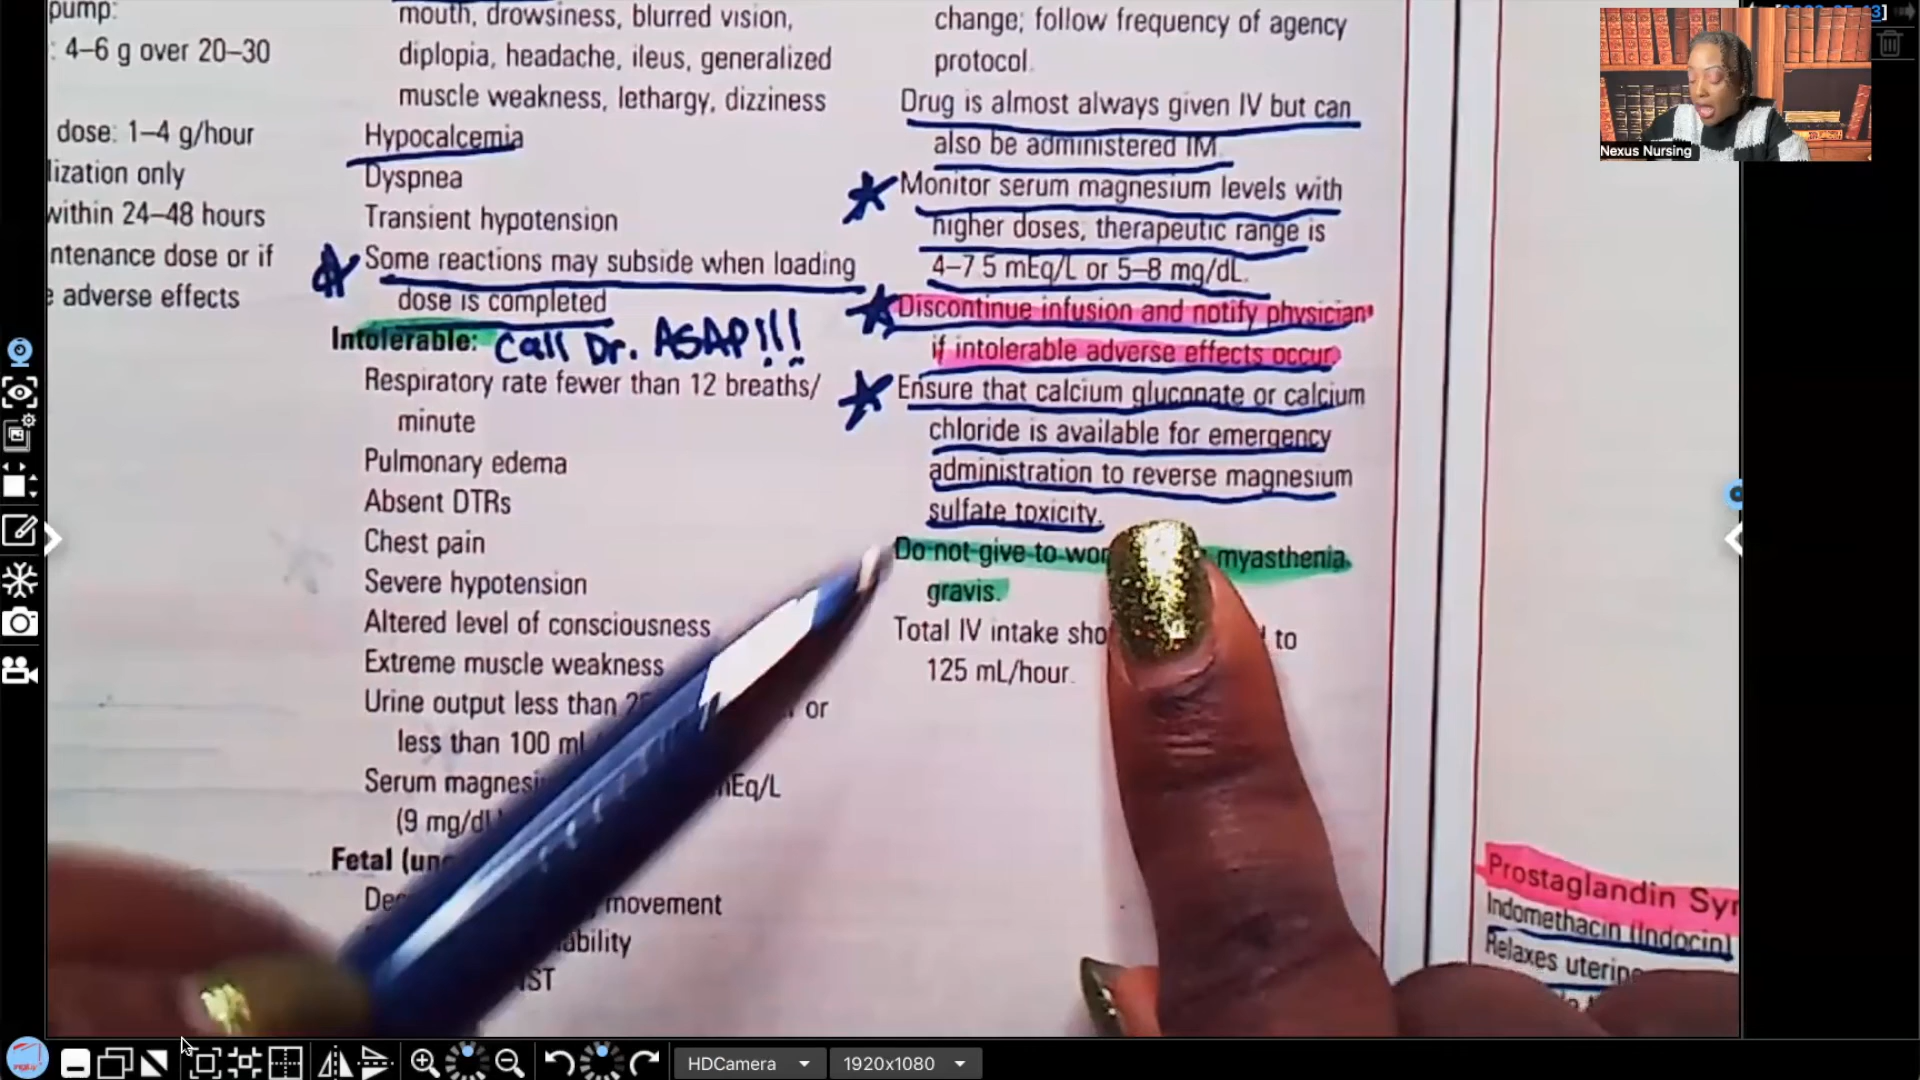 pump:
: 4–6 g over 20–30
dose: 1–4 g/hour
lization only
within 24–48 hours
ntenance dose or if
e adverse effects
mouth, drowsiness, blurred vision,
diplopia, headache, ileus, generalized
muscle weakness, lethargy, dizziness
Hypocalcemia
Dyspnea
Transient hypotension
Some reactions may subside when loading
dose is completed
Intolerable: Call Dr. ASAP!!!
Respiratory rate fewer than 12 breaths/
minute
Pulmonary edema
Absent DTRs
Chest pain
Severe hypotension
Altered level of consciousness
Extreme muscle weakness
Urine output less than or
less than 100 ml
Serum magnesi mEq/L
(9 mg/dL
Fetal (unc
De movement
ability
NST
change; follow frequency of agency
protocol.
Drug is almost always given IV but can
also be administered IM.
Monitor serum magnesium levels with
higher doses; therapeutic range is
4–7.5 mEq/L or 5–8 mg/dL.
Discontinue infusion and notify physician
if intolerable adverse effects occur.
Ensure that calcium gluconate or calcium
chloride is available for emergency
administration to reverse magnesium
sulfate toxicity.
Do not give to wom myasthenia
gravis.
Total IV intake sho to
125 mL/hour.
Prostaglandin Syn
Indomethacin (Indocin)
Relaxes uterine
Nexus Nursing
HDCamera
1920x1080